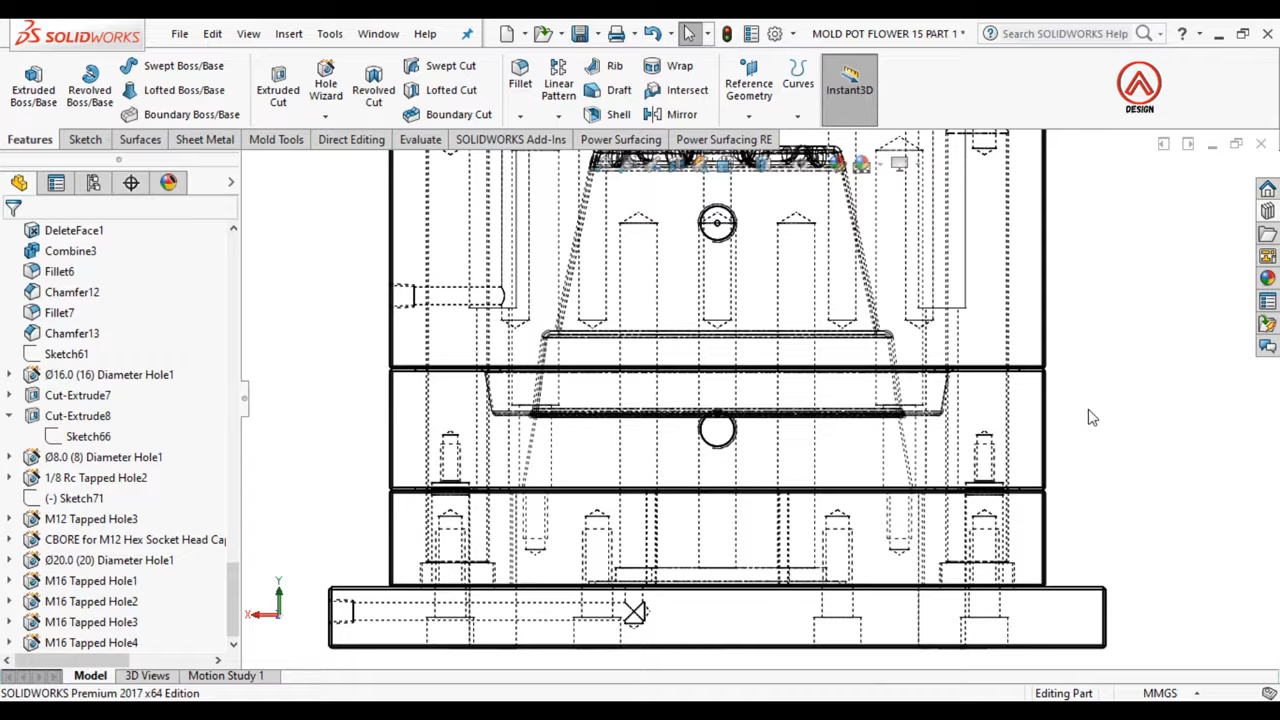 SOLIDWORKS File Edit View Insert Tools Window Help MOLD POT FLOWER 15 PART 1 * Search SOLIDWORKS Help
Extruded Boss/Base
Revolved Boss/Base
Swept Boss/Base
Lofted Boss/Base
Boundary Boss/Base
Extruded Cut
Hole Wizard
Revolved Cut
Swept Cut
Lofted Cut
Boundary Cut
Fillet
Linear Pattern
Rib
Draft
Shell
Wrap
Intersect
Mirror
Reference Geometry
Curves
Instant3D
DESIGN
Features Sketch Surfaces Sheet Metal Mold Tools Direct Editing Evaluate SOLIDWORKS Add-Ins Power Surfacing Power Surfacing RE
DeleteFace1
Combine3
Fillet6
Chamfer12
Fillet7
Chamfer13
Sketch61
Ø16.0 (16) Diameter Hole1
Cut-Extrude7
Cut-Extrude8
Sketch66
Ø8.0 (8) Diameter Hole1
1/8 Rc Tapped Hole2
(-) Sketch71
M12 Tapped Hole3
CBORE for M12 Hex Socket Head Cap
Ø20.0 (20) Diameter Hole1
M16 Tapped Hole1
M16 Tapped Hole2
M16 Tapped Hole3
M16 Tapped Hole4
Y
X
Model 3D Views Motion Study 1
SOLIDWORKS Premium 2017 x64 Edition Editing Part MMGS